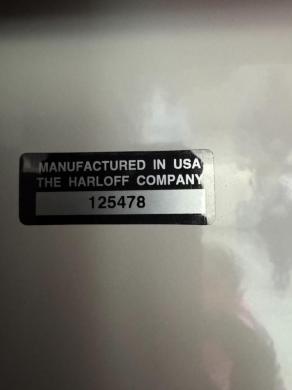 MANUFACTURED IN USA
THE HARLOFF COMPANY
125478